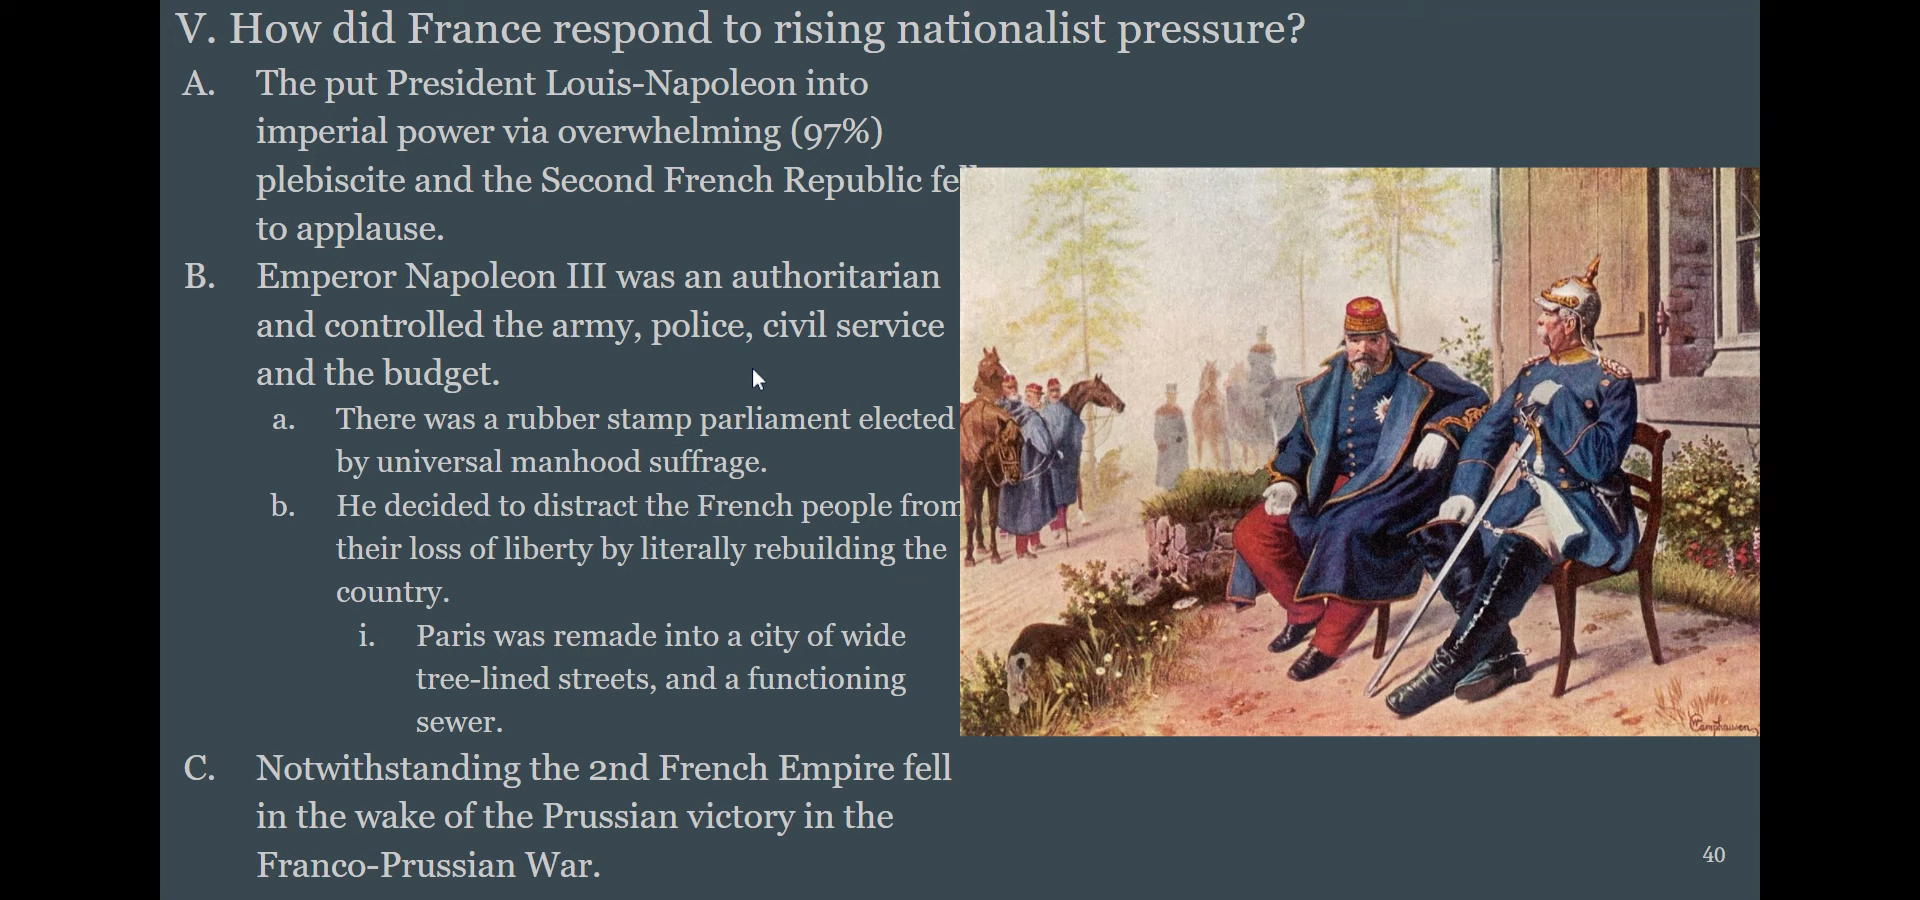 V. How did France respond to rising nationalist pressure?
A. The put President Louis-Napoleon into
imperial power via overwhelming (97%)
plebiscite and the Second French Republic fell
to applause.
B. Emperor Napoleon III was an authoritarian
and controlled the army, police, civil service
and the budget.
a. There was a rubber stamp parliament elected
by universal manhood suffrage.
b. He decided to distract the French people from
their loss of liberty by literally rebuilding the
country.
i. Paris was remade into a city of wide
tree-lined streets, and a functioning
sewer.
C. Notwithstanding the 2nd French Empire fell
in the wake of the Prussian victory in the
Franco-Prussian War.
WCamphausen
40